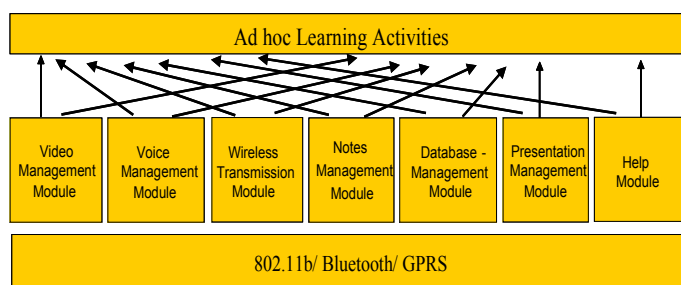 Ad hoc Learning Activities
Video
Management
Module
Voice
Management
Module
Wireless
Transmission
Module
Notes
Management
Module
Database -
Management
Module
Presentation
Management
Module
Help
Module
802.11b/ Bluetooth/ GPRS